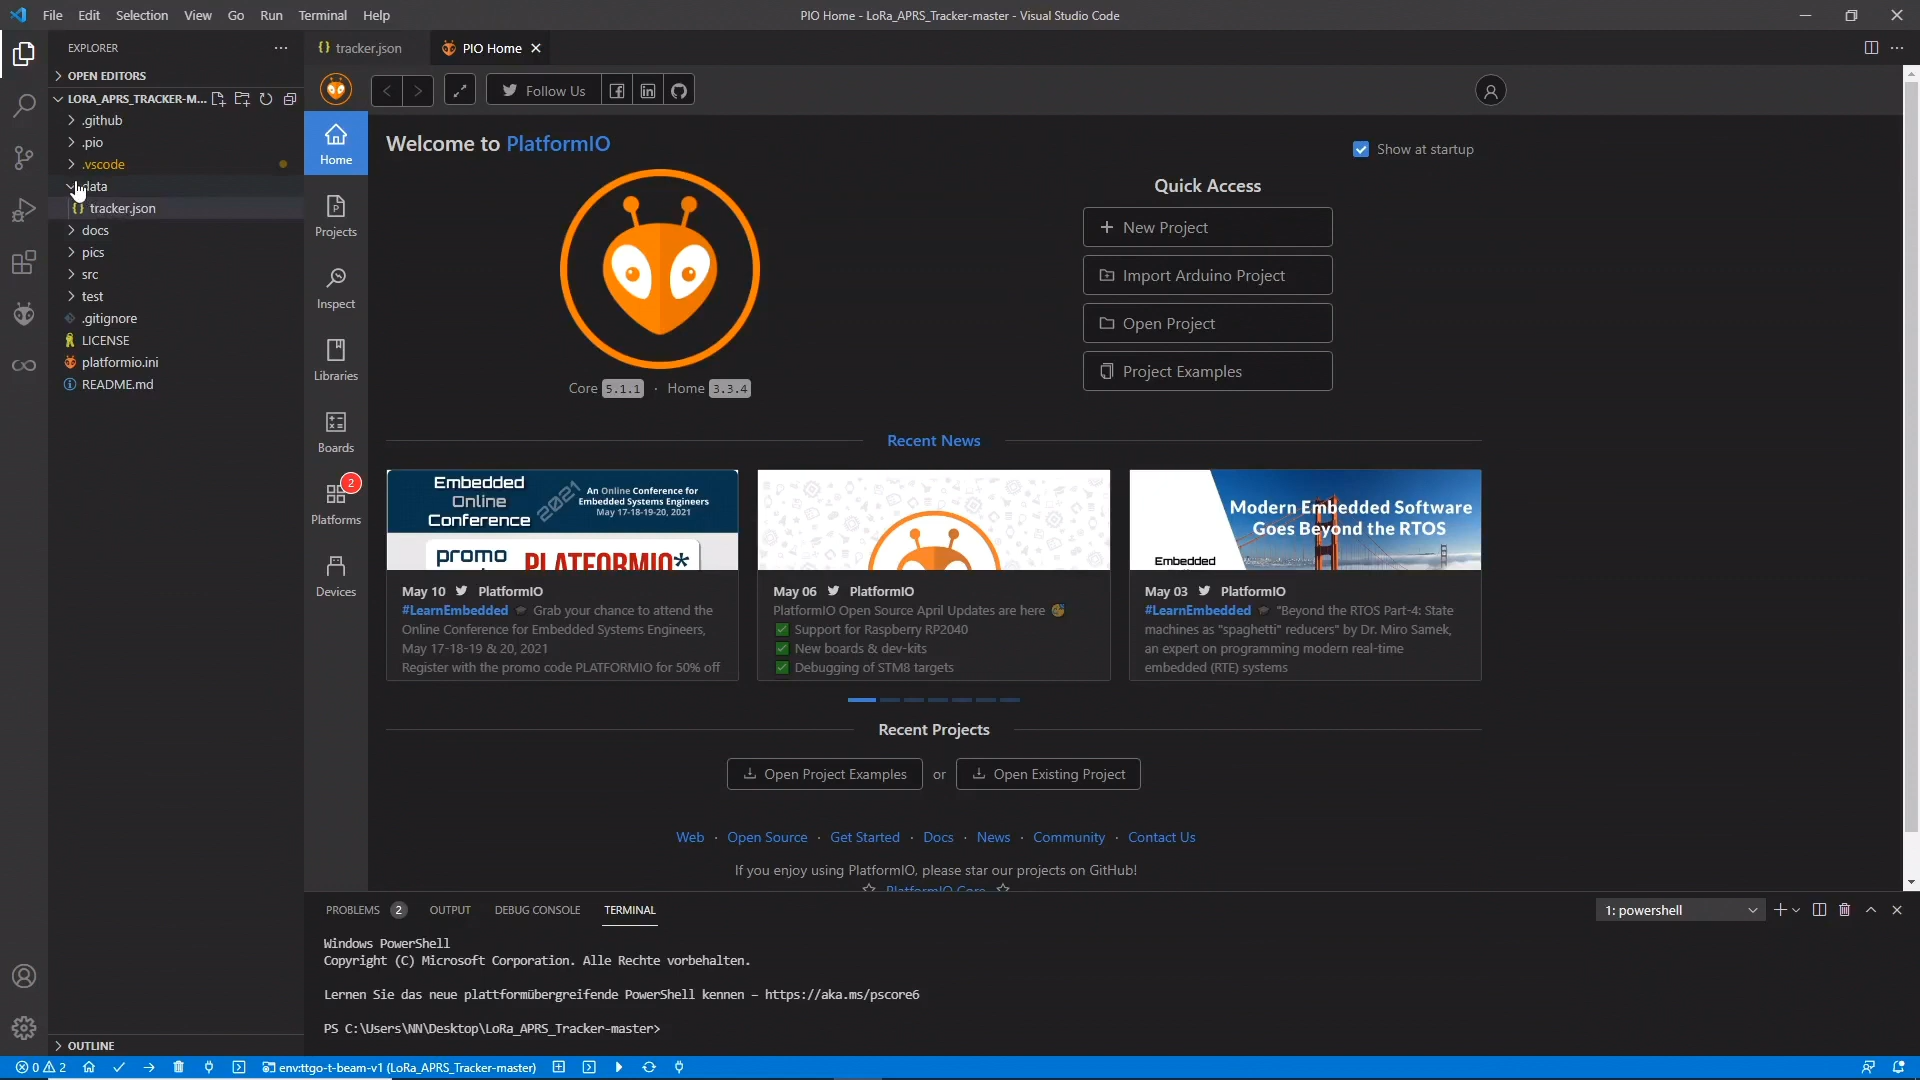 File Edit Selection View Go Run Terminal Help
PIO Home - LoRa_APRS_Tracker-master - Visual Studio Code
EXPLORER
OPEN EDITORS
LORA_APRS_TRACKER-M...
.github
.pio
.vscode
data
tracker.json
docs
pics
src
test
.gitignore
LICENSE
platformio.ini
README.md
OUTLINE
tracker.json
PIO Home
Follow Us
Home
Projects
Inspect
Libraries
Boards
2
Platforms
Devices
Welcome to PlatformIO
Show at startup
Core 5.1.1 · Home 3.3.4
Quick Access
New Project
Import Arduino Project
Open Project
Project Examples
Recent News
Embedded
Online
Conference
2021
An Online Conference for
Embedded Systems Engineers
May 17-18-19-20, 2021
promo PLATFORMIO*
May 10 PlatformIO
#LearnEmbedded Grab your chance to attend the
Online Conference for Embedded Systems Engineers,
May 17-18-19 & 20, 2021
Register with the promo code PLATFORMIO for 50% off
May 06 PlatformIO
PlatformIO Open Source April Updates are here
Support for Raspberry RP2040
New boards & dev-kits
Debugging of STM8 targets
Modern Embedded Software
Goes Beyond the RTOS
Embedded
May 03 PlatformIO
#LearnEmbedded "Beyond the RTOS Part-4: State
machines as "spaghetti" reducers" by Dr. Miro Samek,
an expert on programming modern real-time
embedded (RTE) systems
Recent Projects
Open Project Examples or Open Existing Project
Web · Open Source · Get Started · Docs · News · Community · Contact Us
If you enjoy using PlatformIO, please star our projects on GitHub!
PlatformIO Core
PROBLEMS 2 OUTPUT DEBUG CONSOLE TERMINAL
1: powershell
Windows PowerShell
Copyright (C) Microsoft Corporation. Alle Rechte vorbehalten.
Lernen Sie das neue plattformübergreifende PowerShell kennen – https://aka.ms/pscore6
PS C:\Users\NN\Desktop\LoRa_APRS_Tracker-master>
0 2 env:ttgo-t-beam-v1 (LoRa_APRS_Tracker-master)